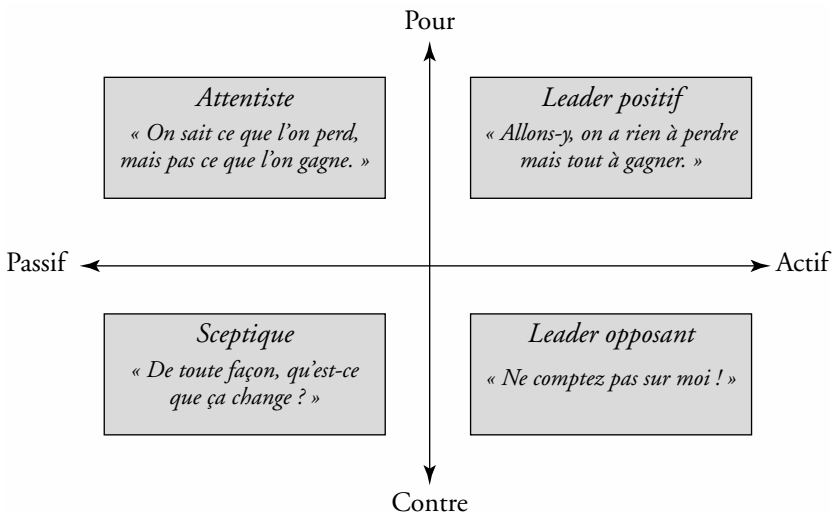 Pour
Attentiste
« On sait ce que l'on perd,
mais pas ce que l'on gagne. »
Leader positif
« Allons-y, on a rien à perdre
mais tout à gagner. »
Passif
Actif
Sceptique
« De toute façon, qu'est-ce
que ça change ? »
Leader opposant
« Ne comptez pas sur moi ! »
Contre